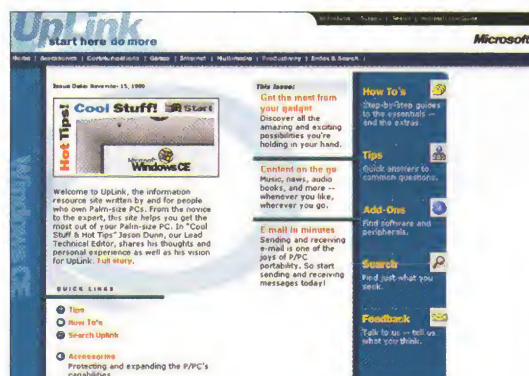 UpLink
start here do more
Microsoft
Home | Accessories | Communications | Games | Internet | Multimedia | Productivity | Index & Search |
Issue Date: November 15, 1999
Hot Tips!
Cool Stuff!
Start
Microsoft
Windows CE
Welcome to UpLink, the information
resource site written by and for people
who own Palm-size PCs. From the novice
to the expert, this site helps you get the
most out of your Palm-size PC. In "Cool
Stuff & Hot Tips" Jason Dunn, our Lead
Technical Editor, shares his thoughts and
personal experience as well as his vision
for UpLink. Full story.
QUICK LINKS
Tips
How To's
Search Uplink
Accessories
Protecting and expanding the P/PC's
capabilities
This Issue:
Get the most from
your gadget
Discover all the
amazing and exciting
possibilities you're
holding in your hand.
Content on the go
Music, news, audio
books, and more --
whenever you like,
wherever you go.
E mail in minutes
Sending and receiving
e-mail is one of the
joys of P/PC
portability. So start
sending and receiving
messages today!
How To's
Step-by-Step guides
to the essentials --
and the extras.
Tips
Quick answers to
common questions.
Add-Ons
Find software and
peripherals.
Search
Find just what you
seek.
Feedback
Talk to us -- tell us
what you think.
Windows CE